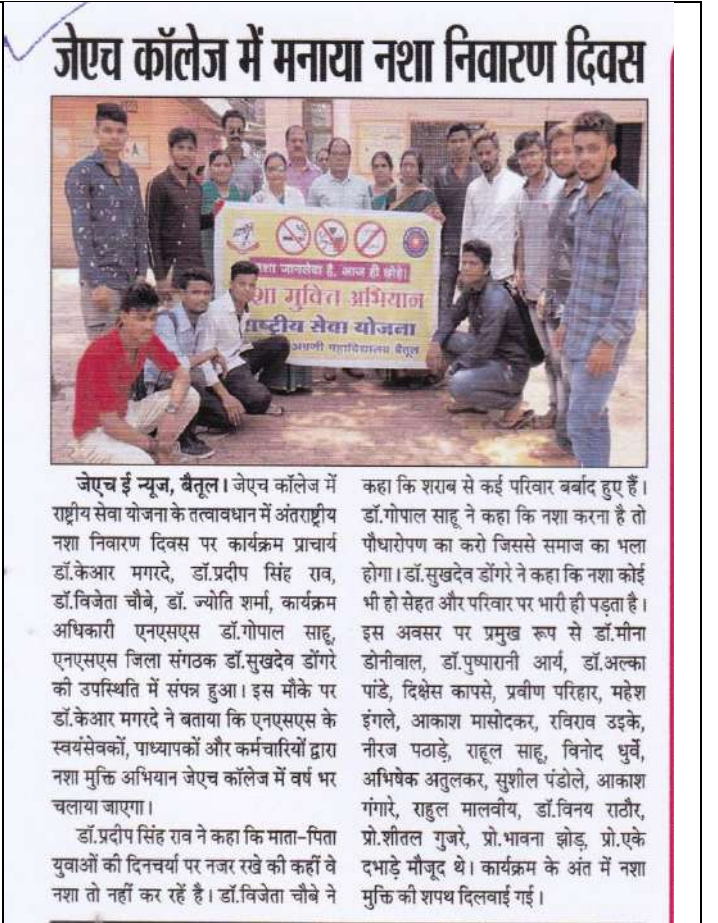 जेएच कॉलेज में मनाया नशा निवारण दिवस
नशा जानसेवा है, आज ही छोड़े!
शा मुक्ति अभियान
राष्ट्रीय सेवा योजना
अग्रणी महाविद्यालय बैतूल
जेएच ई न्यूज, बैतूल। जेएच कॉलेज में
राष्ट्रीय सेवा योजना के तत्वावधान में अंतराष्ट्रीय
नशा निवारण दिवस पर कार्यक्रम प्राचार्य
डॉ.केआर मगरदे, डॉ.प्रदीप सिंह राव,
डॉ.विजेता चौबे, डॉ. ज्योति शर्मा, कार्यक्रम
अधिकारी एनएसएस डॉ.गोपाल साहू,
एनएसएस जिला संगठक डॉ.सुखदेव डोंगरे
की उपस्थिति में संपन्न हुआ। इस मौके पर
डॉ.केआर मगरदे ने बताया कि एनएसएस के
स्वयंसेवकों, पाध्यापकों और कर्मचारियों द्वारा
नशा मुक्ति अभियान जेएच कॉलेज में वर्ष भर
चलाया जाएगा।
डॉ.प्रदीप सिंह राव ने कहा कि माता-पिता
युवाओं की दिनचर्या पर नजर रखे की कहीं वे
नशा तो नहीं कर रहें है। डॉ.विजेता चौबे ने
कहा कि शराब से कई परिवार बर्बाद हुए हैं।
डॉ.गोपाल साहू ने कहा कि नशा करना है तो
पौधारोपण का करो जिससे समाज का भला
होगा। डॉ.सुखदेव डोंगरे ने कहा कि नशा कोई
भी हो सेहत और परिवार पर भारी ही पड़ता है।
इस अवसर पर प्रमुख रूप से डॉ.मीना
डोनीवाल, डॉ.पुष्पारानी आर्य, डॉ.अल्का
पांडे, दिक्षेस कापसे, प्रवीण परिहार, महेश
इंगले, आकाश मासोदकर, रविराव उइके,
नीरज पठाड़े, राहूल साहू, विनोद धुर्वे,
अभिषेक अतुलकर, सुशील पंडोले, आकाश
गंगारे, राहुल मालवीय, डॉ.विनय राठौर,
प्रो.शीतल गुजरे, प्रो.भावना झोड़, प्रो.एके
दभाड़े मौजूद थे। कार्यक्रम के अंत में नशा
मुक्ति की शपथ दिलवाई गई।